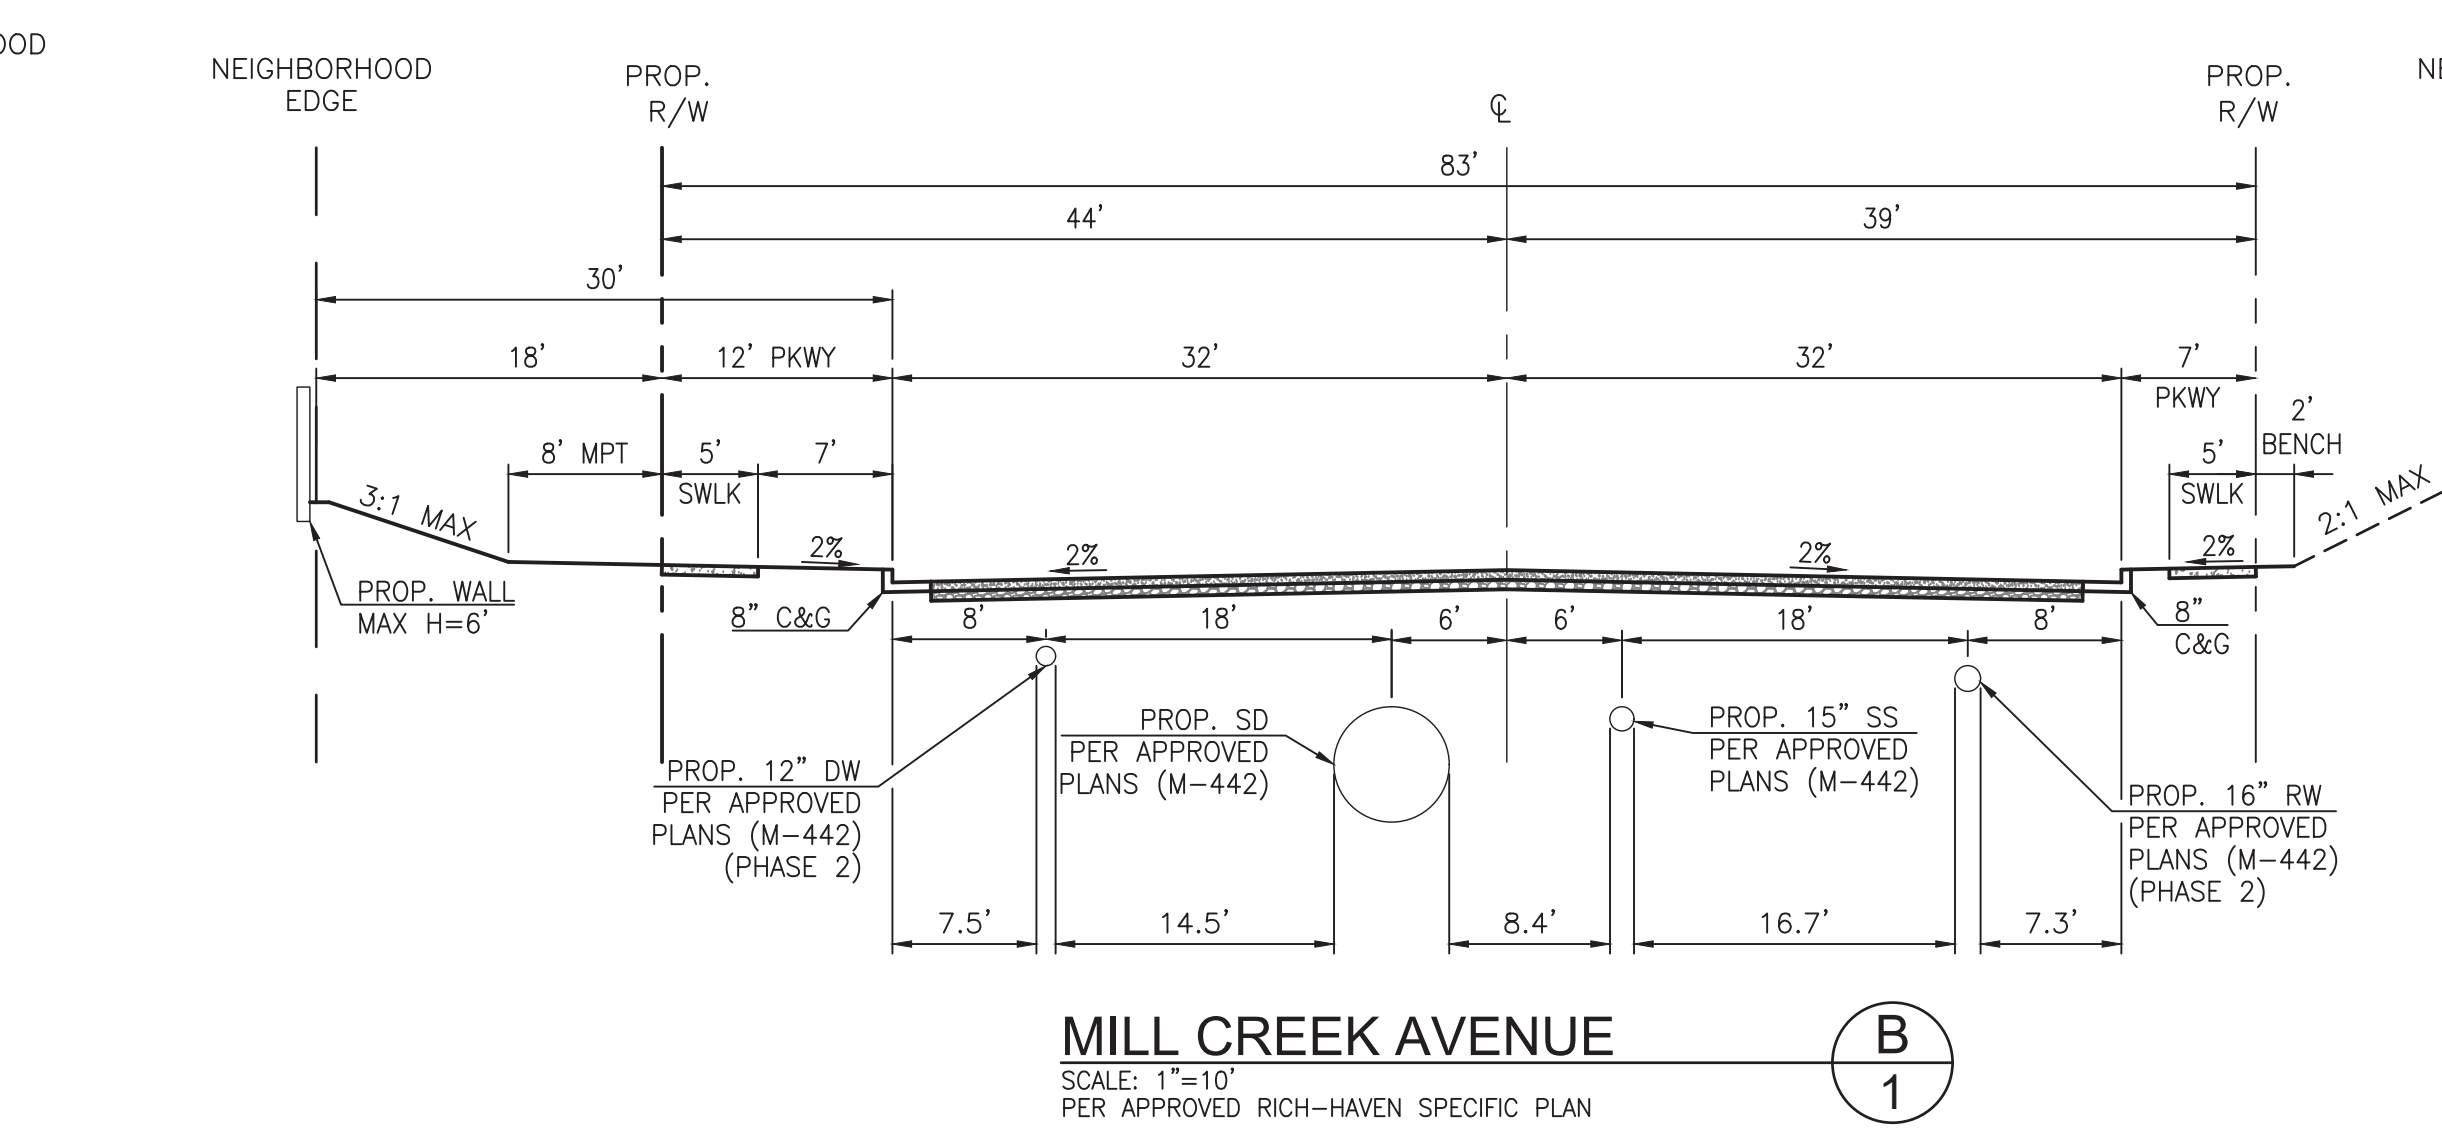 NEIGHBORHOOD
EDGE
PROP.
R/W
℄
PROP.
R/W
83'
44'
39'
30'
18'
12' PKWY
32'
32'
7'
PKWY
8' MPT
5'
SWLK
7'
5'
SWLK
2'
BENCH
3:1 MAX
2:1 MAX
2%
2%
2%
2%
PROP. WALL
MAX H=6'
8" C&G
8'
18'
6'
6'
18'
8'
8"
C&G
PROP. 12" DW
PER APPROVED
PLANS (M-442)
(PHASE 2)
PROP. SD
PER APPROVED
PLANS (M-442)
PROP. 15" SS
PER APPROVED
PLANS (M-442)
PROP. 16" RW
PER APPROVED
PLANS (M-442)
(PHASE 2)
7.5'
14.5'
8.4'
16.7'
7.3'
MILL CREEK AVENUE
SCALE: 1"=10'
PER APPROVED RICH-HAVEN SPECIFIC PLAN
B
1